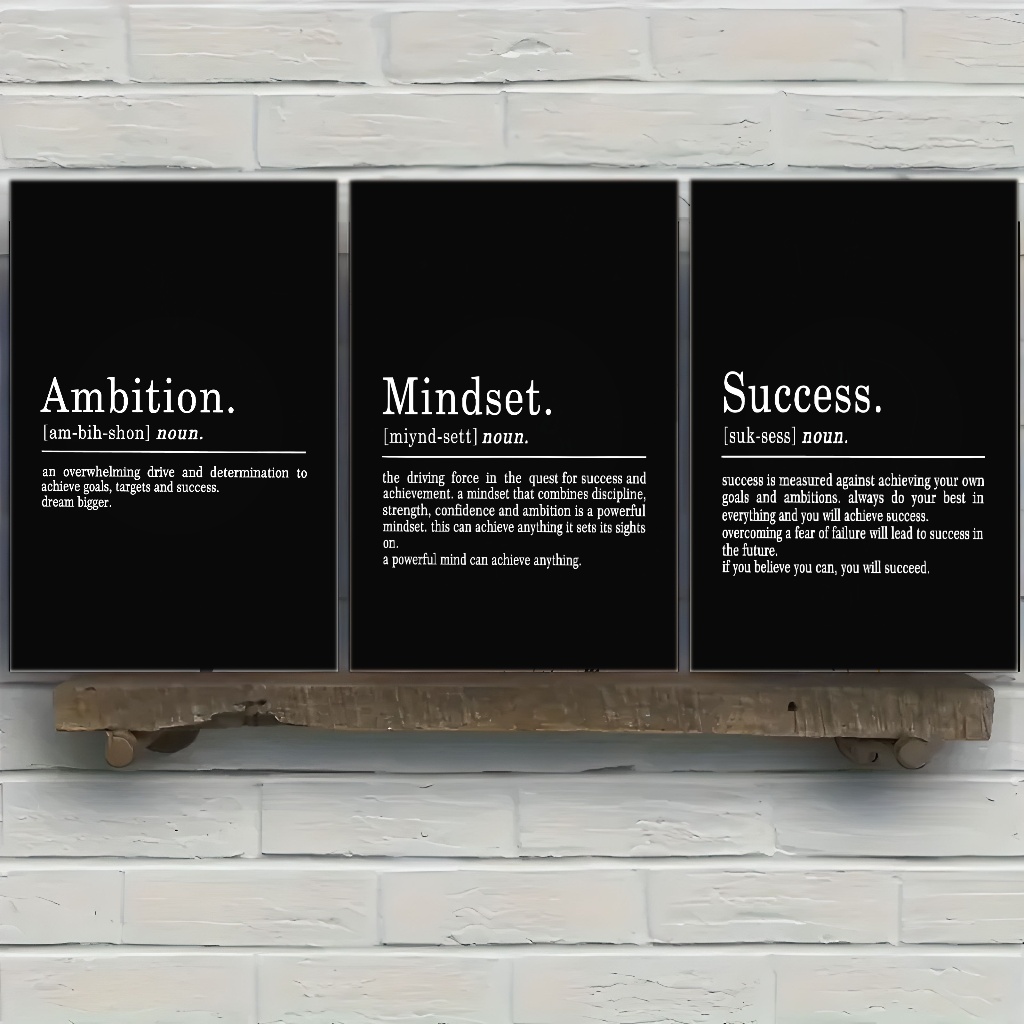 Ambition.
[am-bih-shon] noun.
an overwhelming drive and determination to
achieve goals, targets and success.
dream bigger.
Mindset.
[miynd-sett] noun.
the driving force in the quest for success and
achievement. a mindset that combines discipline,
strength, confidence and ambition is a powerful
mindset. this can achieve anything it sets its sights
on.
a powerful mind can achieve anything.
Success.
[suk-sess] noun.
success is measured against achieving your own
goals and ambitions. always do your best in
everything and you will achieve success.
overcoming a fear of failure will lead to success in
the future.
if you believe you can, you will succeed.